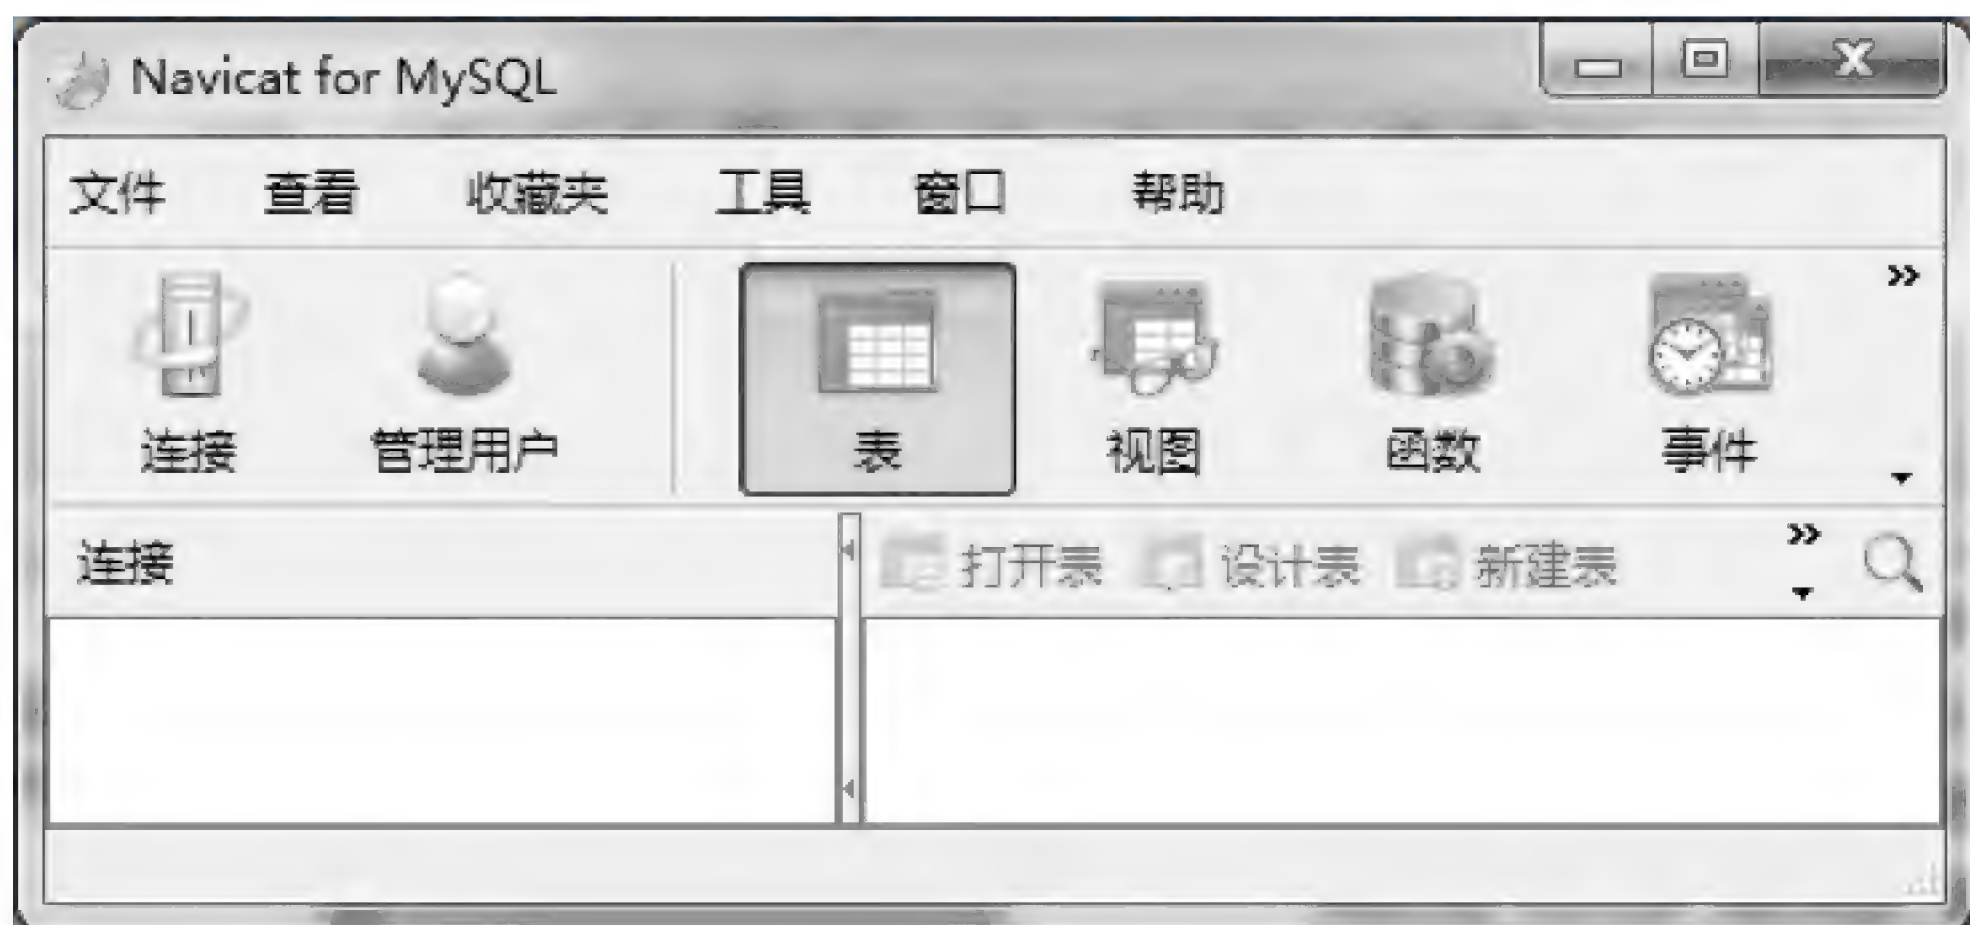 Navicat for MySQL
文件 查看 收藏夹 工具 窗口 帮助
连接 管理用户 表 视图 函数 事件
连接 打开表 设计表 新建表